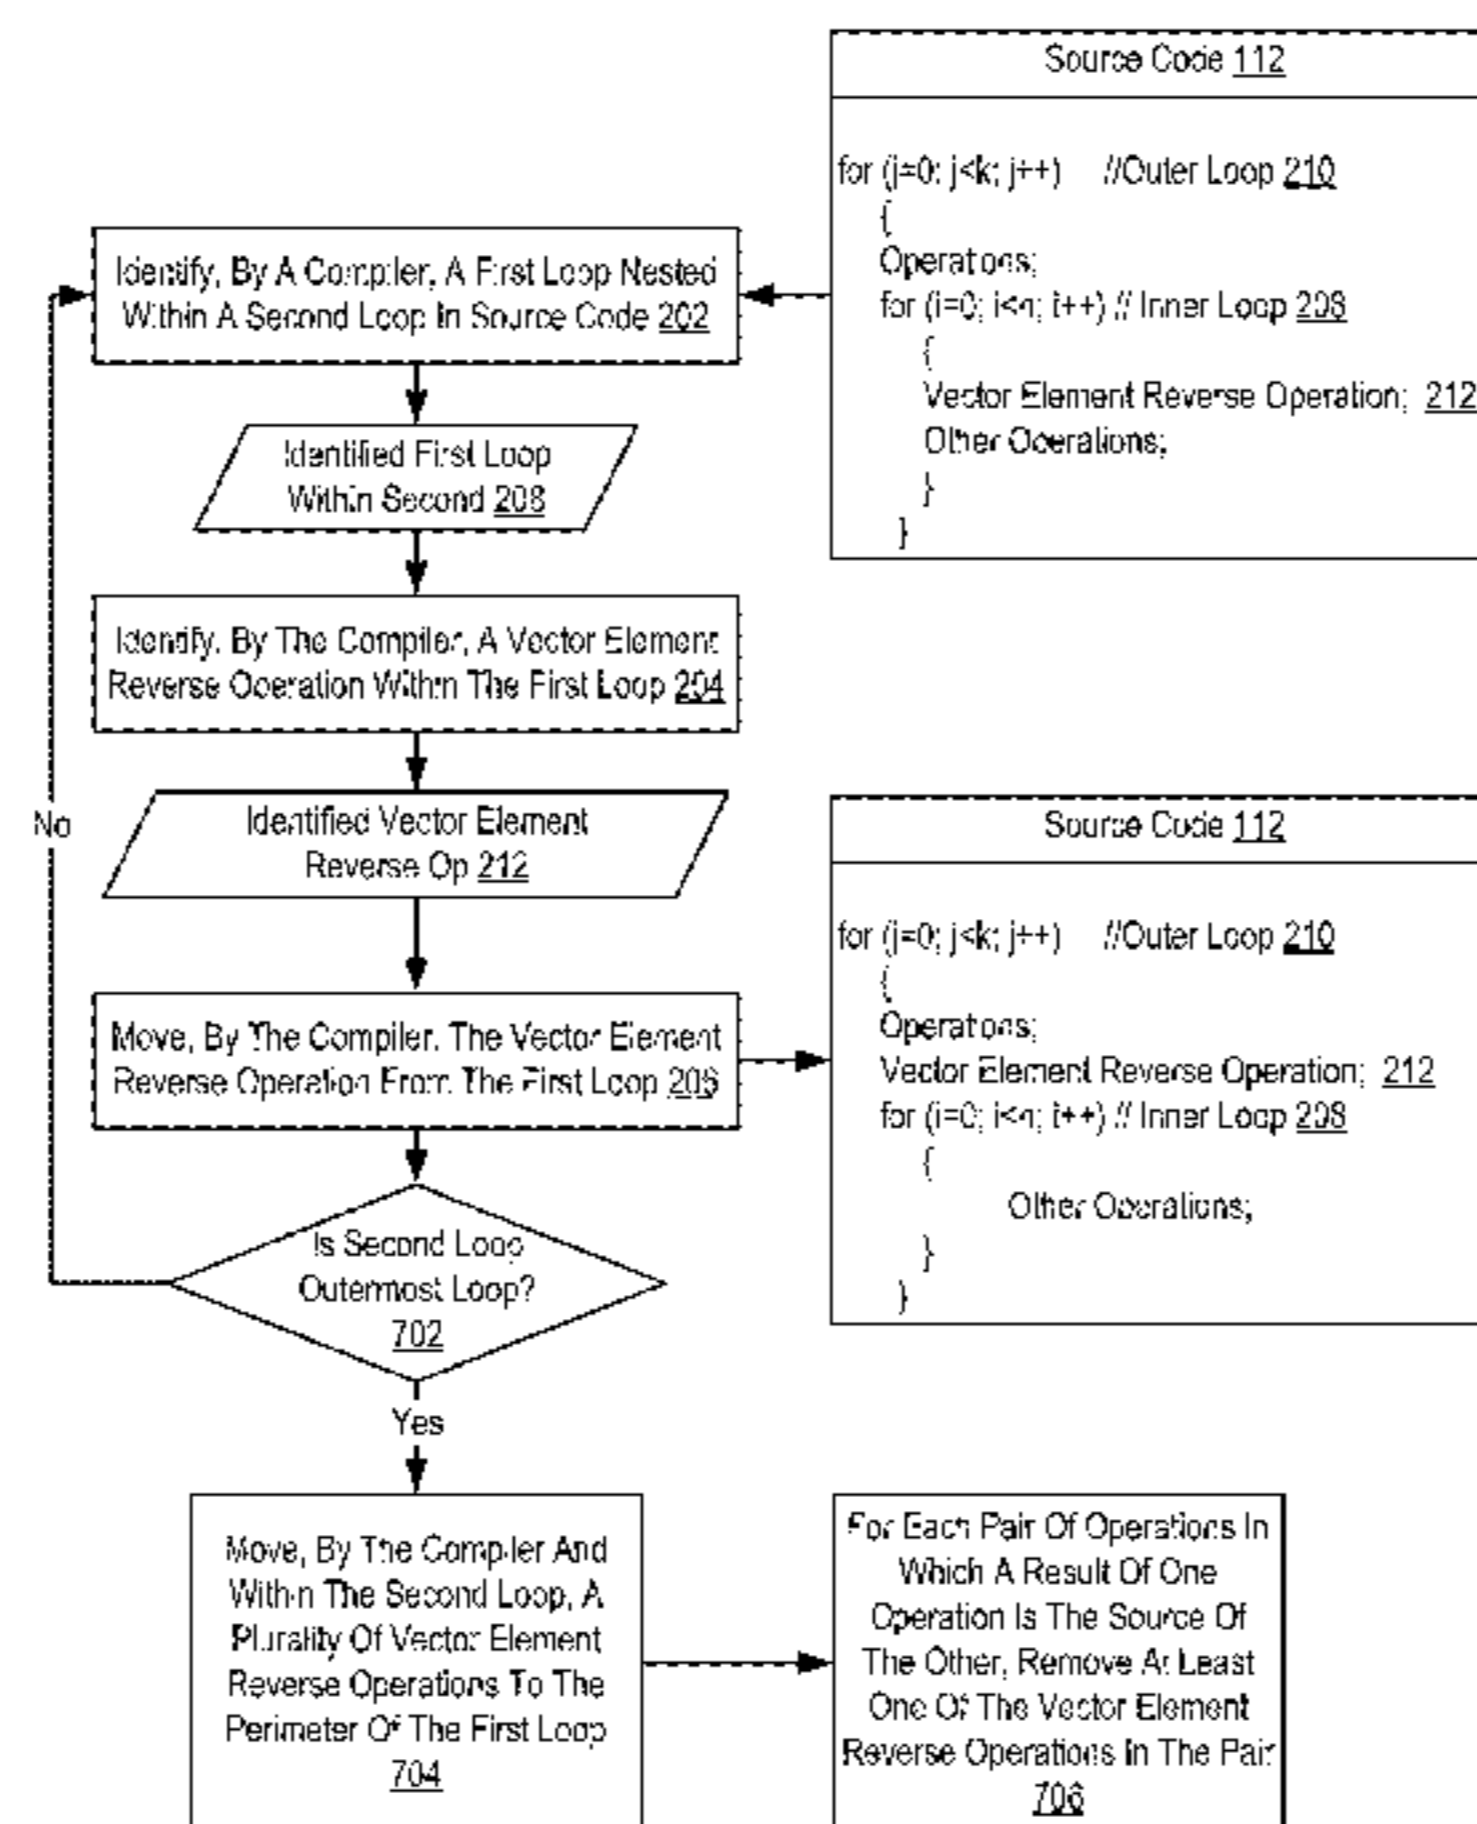 Source Code 112
for (j=0; j<k; j++) //Outer Loop 210
{
Operations;
for (i=0; i<n; i++) // Inner Loop 208
{
Vector Element Reverse Operation; 212
Other Operations;
}
}
Identify, By A Compiler, A First Loop Nested
Within A Second Loop In Source Code 202
Identified First Loop
Within Second 208
Identify, By The Compiler, A Vector Element
Reverse Operation Within The First Loop 204
No
Identified Vector Element
Reverse Op 212
Source Code 112
for (j=0; j<k; j++) //Outer Loop 210
{
Operations;
Vector Element Reverse Operation; 212
for (i=0; i<n; i++) // Inner Loop 208
{
Other Operations;
}
}
Move, By The Compiler, The Vector Element
Reverse Operation From The First Loop 206
Is Second Loop
Outermost Loop?
702
Yes
Move, By The Compiler And
Within The Second Loop, A
Plurality Of Vector Element
Reverse Operations To The
Perimeter Of The First Loop
704
For Each Pair Of Operations In
Which A Result Of One
Operation Is The Source Of
The Other, Remove At Least
One Of The Vector Element
Reverse Operations In The Pair
706